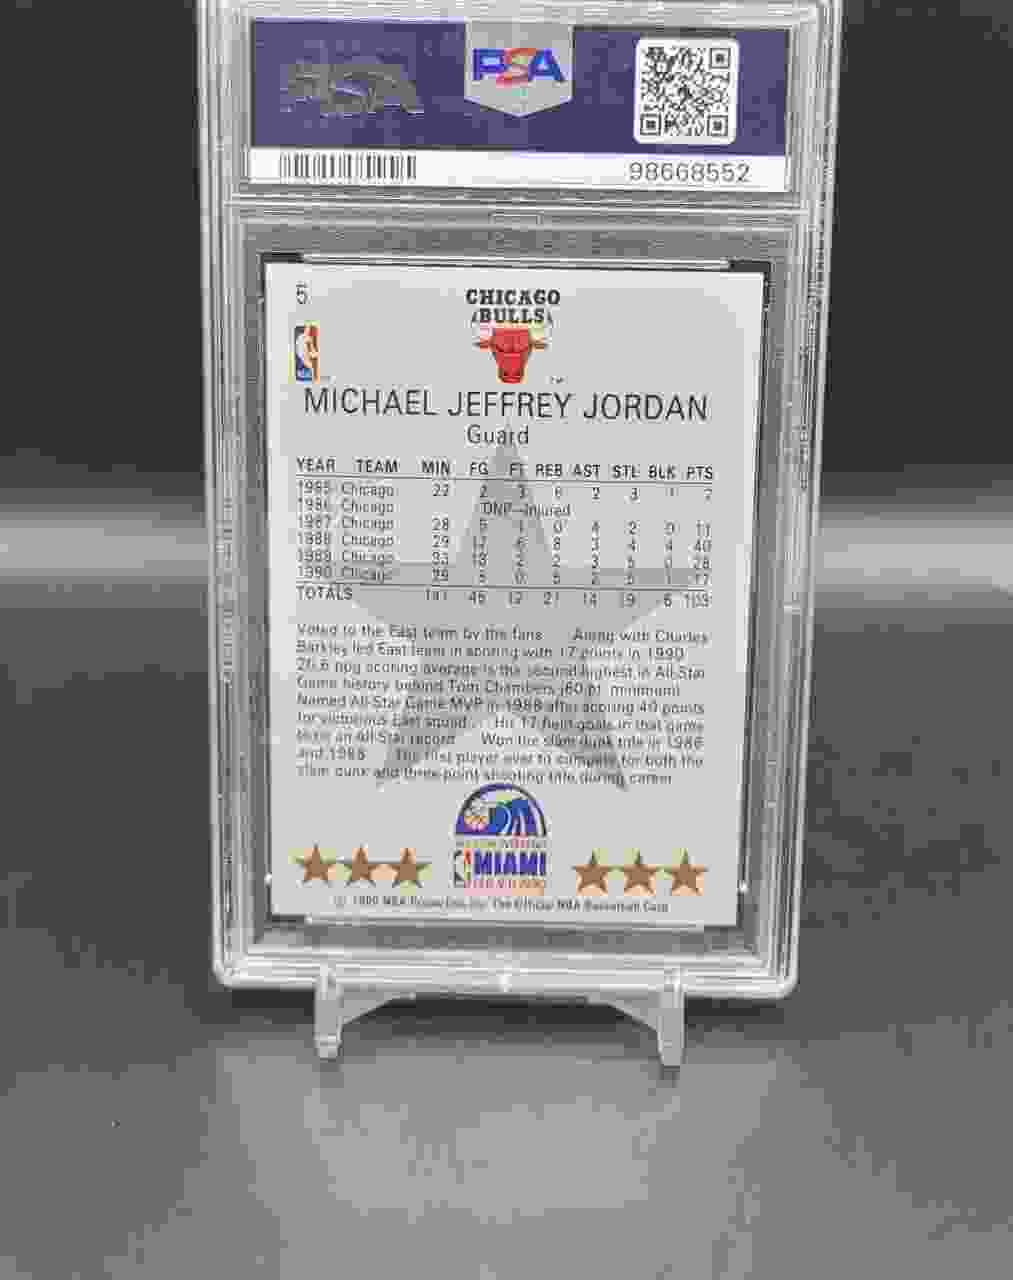 PSA
98668552
5
CHICAGO
BULLS
MICHAEL JEFFREY JORDAN
Guard
YEAR TEAM MIN FG FT REB AST STL BLK PTS
1985 Chicago 22 2 3 6 2 3 1 7
1986 Chicago DNP—Injured
1987 Chicago 28 5 1 0 4 2 0 11
1988 Chicago 29 17 6 8 3 4 4 40
1989 Chicago 33 13 2 2 3 5 0 28
1990 Chicago 29 8 0 5 2 5 1 17
TOTALS 141 45 12 21 14 19 6 103
Voted to the East team by the fans Along with Charles
Barkley led East team in scoring with 17 points in 1990
26.6 ppg scoring average is the second highest in All-Star
Game history behind Tom Chambers (60 pt. minimum)
Named All-Star Game MVP in 1988 after scoring 40 points
for victorious East squad... Hit 17 field goals in that game
to tie an All-Star record Won the slam dunk title in 1986
and 1988 The first player ever to compete for both the
slam dunk and three-point shooting title during career
MIAMI
© 1990 NBA Properties, Inc. The Official NBA Basketball Card